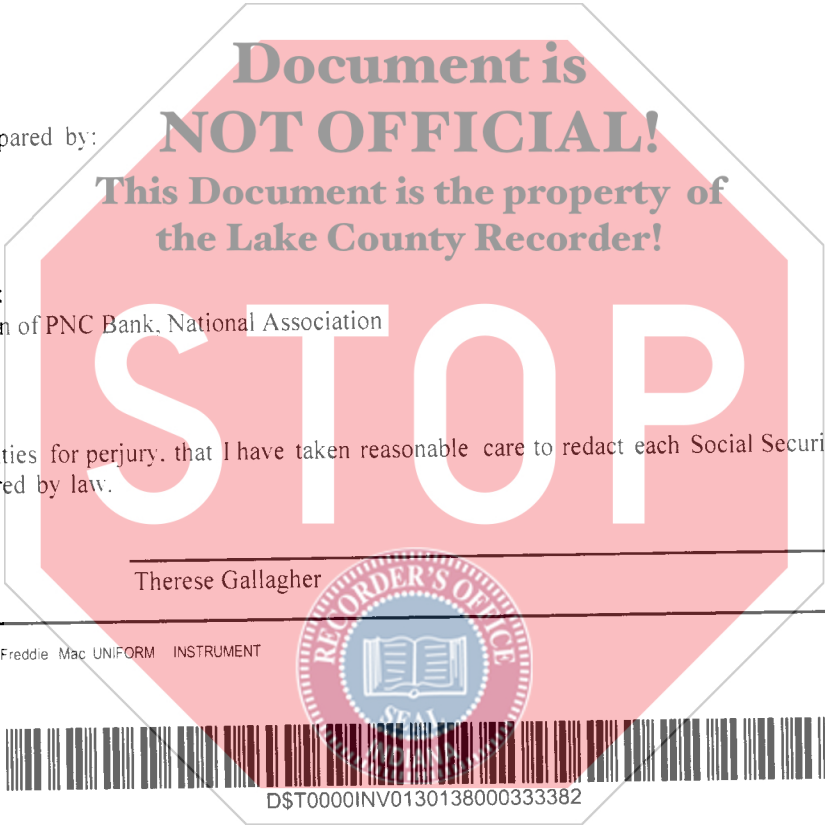 Document is
NOT OFFICIAL!
pared by:
This Document is the property of
the Lake County Recorder!
:
n of PNC Bank, National Association
STOP
ties for perjury, that I have taken reasonable care to redact each Social Securi
ed by law.
Therese Gallagher
RECORDER'S OFFICE
Freddie Mac UNIFORM INSTRUMENT
SEAL
INDIANA
D$T0000INV0130138000333382